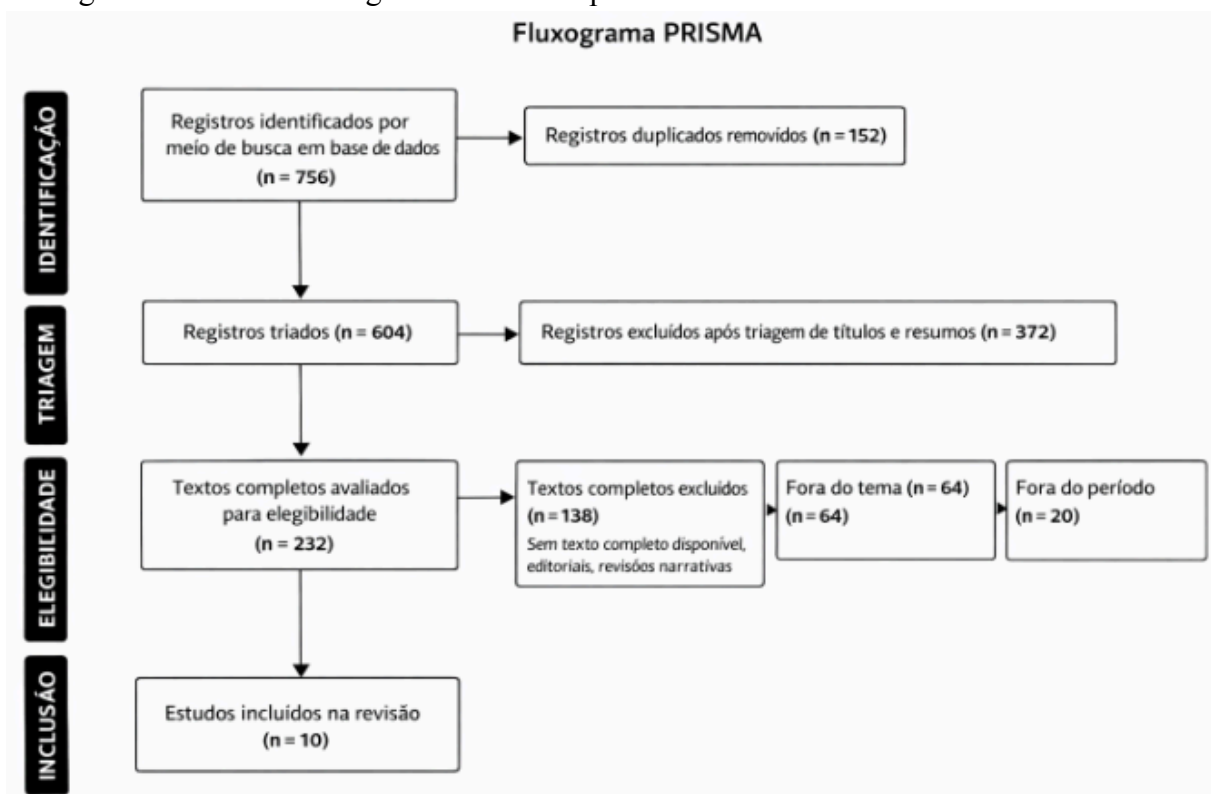 Fluxograma PRISMA
IDENTIFICAÇÃO
Registros identificados por
meio de busca em base de dados
(n = 756)
Registros duplicados removidos (n = 152)
TRIAGEM
Registros triados (n = 604)
Registros excluídos após triagem de títulos e resumos (n = 372)
ELEGIBILIDADE
Textos completos avaliados
para elegibilidade
(n = 232)
Textos completos excluídos
(n = 138)
Sem texto completo disponível,
editoriais, revisões narrativas
Fora do tema (n = 64)
(n = 64)
Fora do período
(n = 20)
INCLUSÃO
Estudos incluídos na revisão
(n = 10)